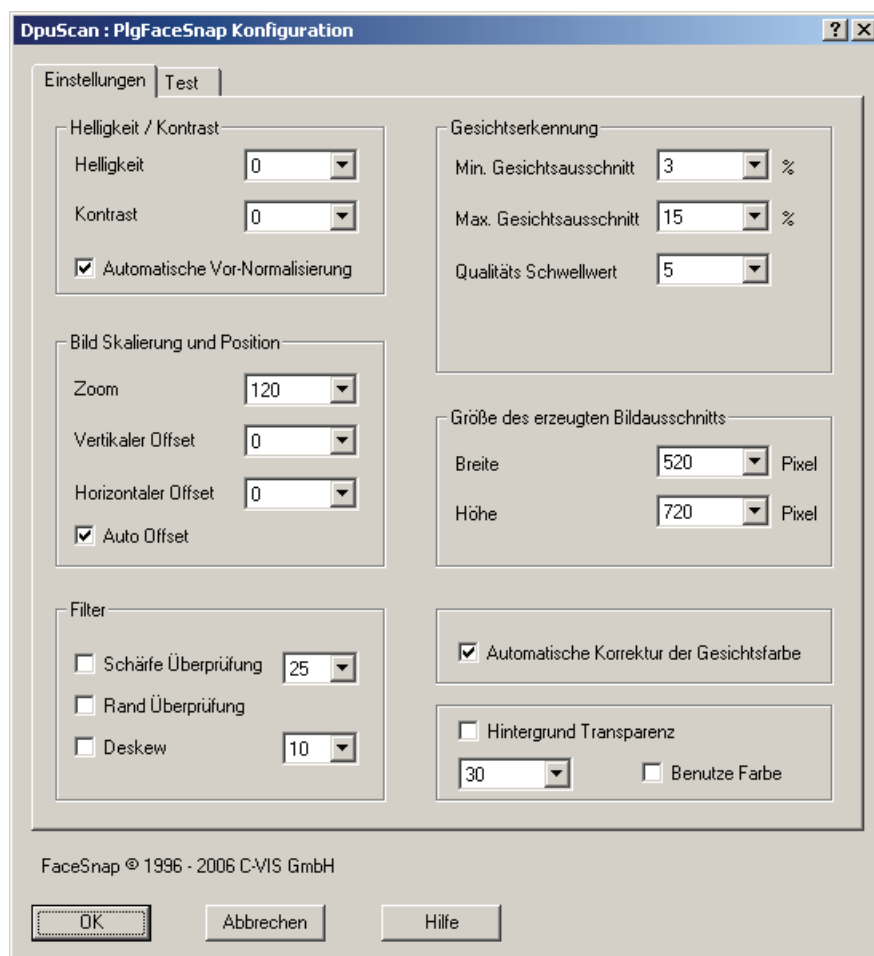 DpuScan : PlgFaceSnap Konfiguration
Einstellungen
Test
Helligkeit / Kontrast
Helligkeit 0
Kontrast 0
Automatische Vor-Normalisierung
Bild Skalierung und Position
Zoom 120
Vertikaler Offset 0
Horizontaler Offset 0
Auto Offset
Filter
Schärfe Überprüfung 25
Rand Überprüfung
Deskew 10
Gesichtserkennung
Min. Gesichtsausschnitt 3 %
Max. Gesichtsausschnitt 15 %
Qualitäts Schwellwert 5
Größe des erzeugten Bildausschnitts
Breite 520 Pixel
Höhe 720 Pixel
Automatische Korrektur der Gesichtsfarbe
Hintergrund Transparenz
30 Benutze Farbe
FaceSnap © 1996 - 2006 C-VIS GmbH
OK Abbrechen Hilfe